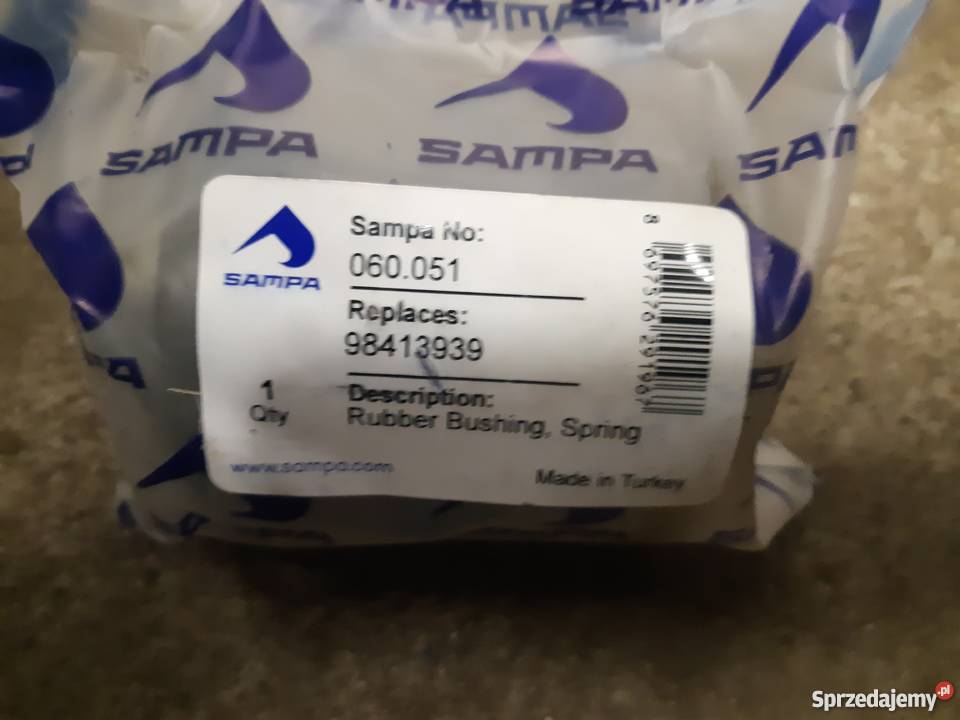 SAMPA
SAMPA
SAMPA
SAMPA
Sampa No:
060.051
Replaces:
98413939
1
Qty
Description:
Rubber Bushing, Spring
www.sampa.com
Made in Turkey
SAMPA
Sprzedajemy.pl